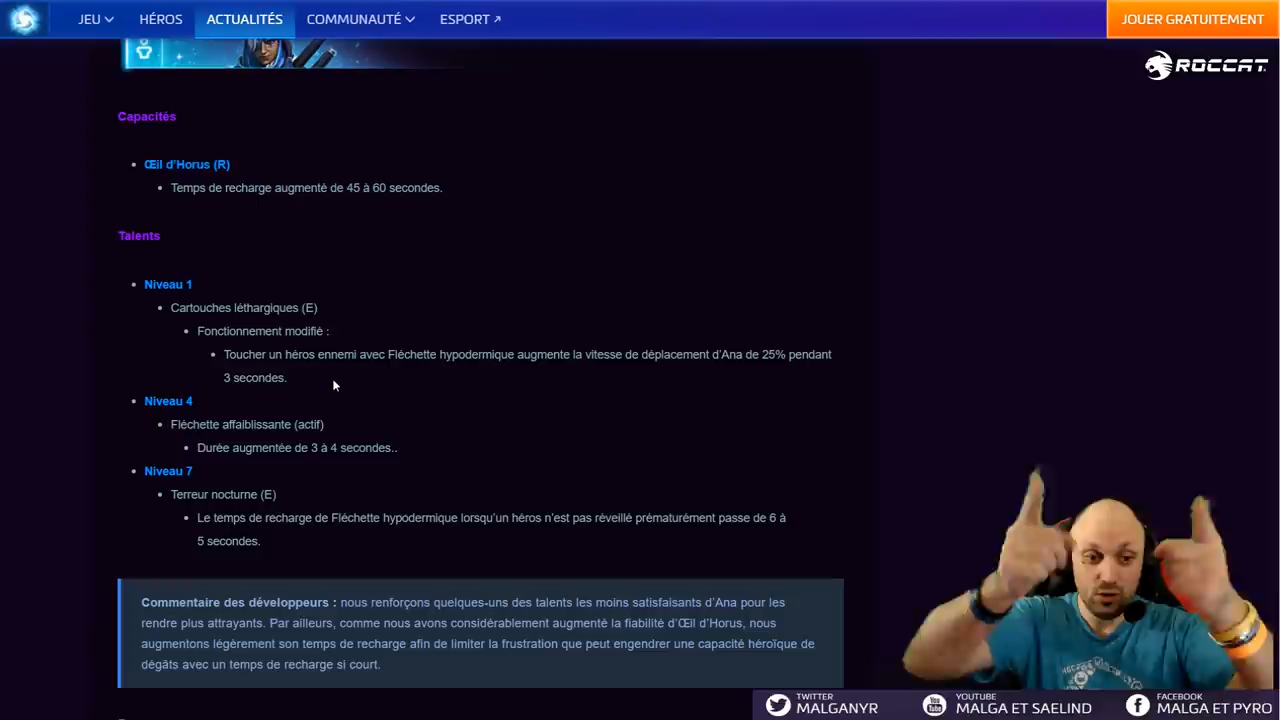 JEU HÉROS ACTUALITÉS COMMUNAUTÉ ESPORT JOUER GRATUITEMENT
ROCCAT
Capacités
Œil d'Horus (R)
Temps de recharge augmenté de 45 à 60 secondes.
Talents
Niveau 1
Cartouches léthargiques (E)
Fonctionnement modifié :
Toucher un héros ennemi avec Fléchette hypodermique augmente la vitesse de déplacement d'Ana de 25% pendant
3 secondes.
Niveau 4
Fléchette affaiblissante (actif)
Durée augmentée de 3 à 4 secondes..
Niveau 7
Terreur nocturne (E)
Le temps de recharge de Fléchette hypodermique lorsqu'un héros n'est pas réveillé prématurément passe de 6 à
5 secondes.
Commentaire des développeurs : nous renforçons quelques-uns des talents les moins satisfaisants d'Ana pour les
rendre plus attrayants. Par ailleurs, comme nous avons considérablement augmenté la fiabilité d'Œil d'Horus, nous
augmentons légèrement son temps de recharge afin de limiter la frustration que peut engendrer une capacité héroïque de
dégâts avec un temps de recharge si court.
TWITTER
MALGANYR
YOUTUBE
MALGA ET SAELIND
FACEBOOK
MALGA ET PYRO